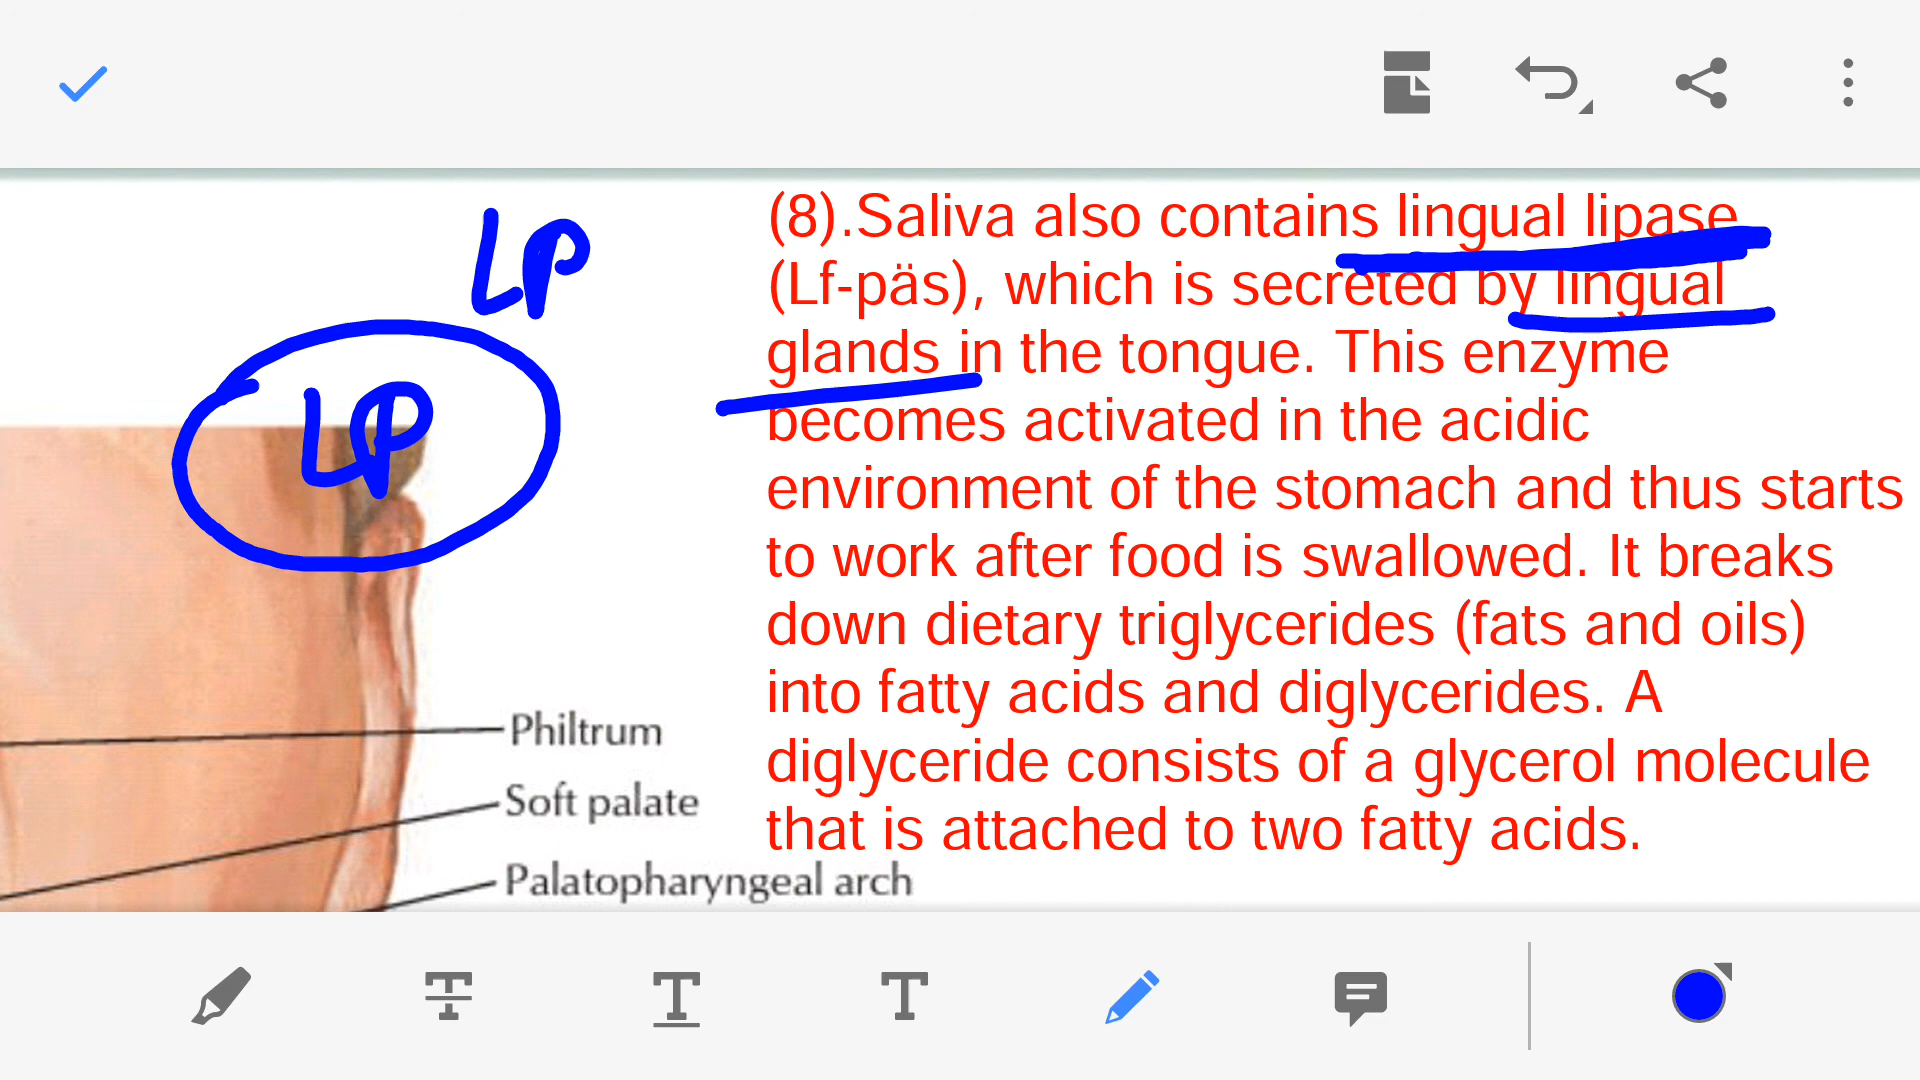 LP
LP
(8).Saliva also contains lingual lipase
(Lf-päs), which is secreted by lingual
glands in the tongue. This enzyme
becomes activated in the acidic
environment of the stomach and thus starts
to work after food is swallowed. It breaks
down dietary triglycerides (fats and oils)
into fatty acids and diglycerides. A
diglyceride consists of a glycerol molecule
that is attached to two fatty acids.
Philtrum
Soft palate
Palatopharyngeal arch